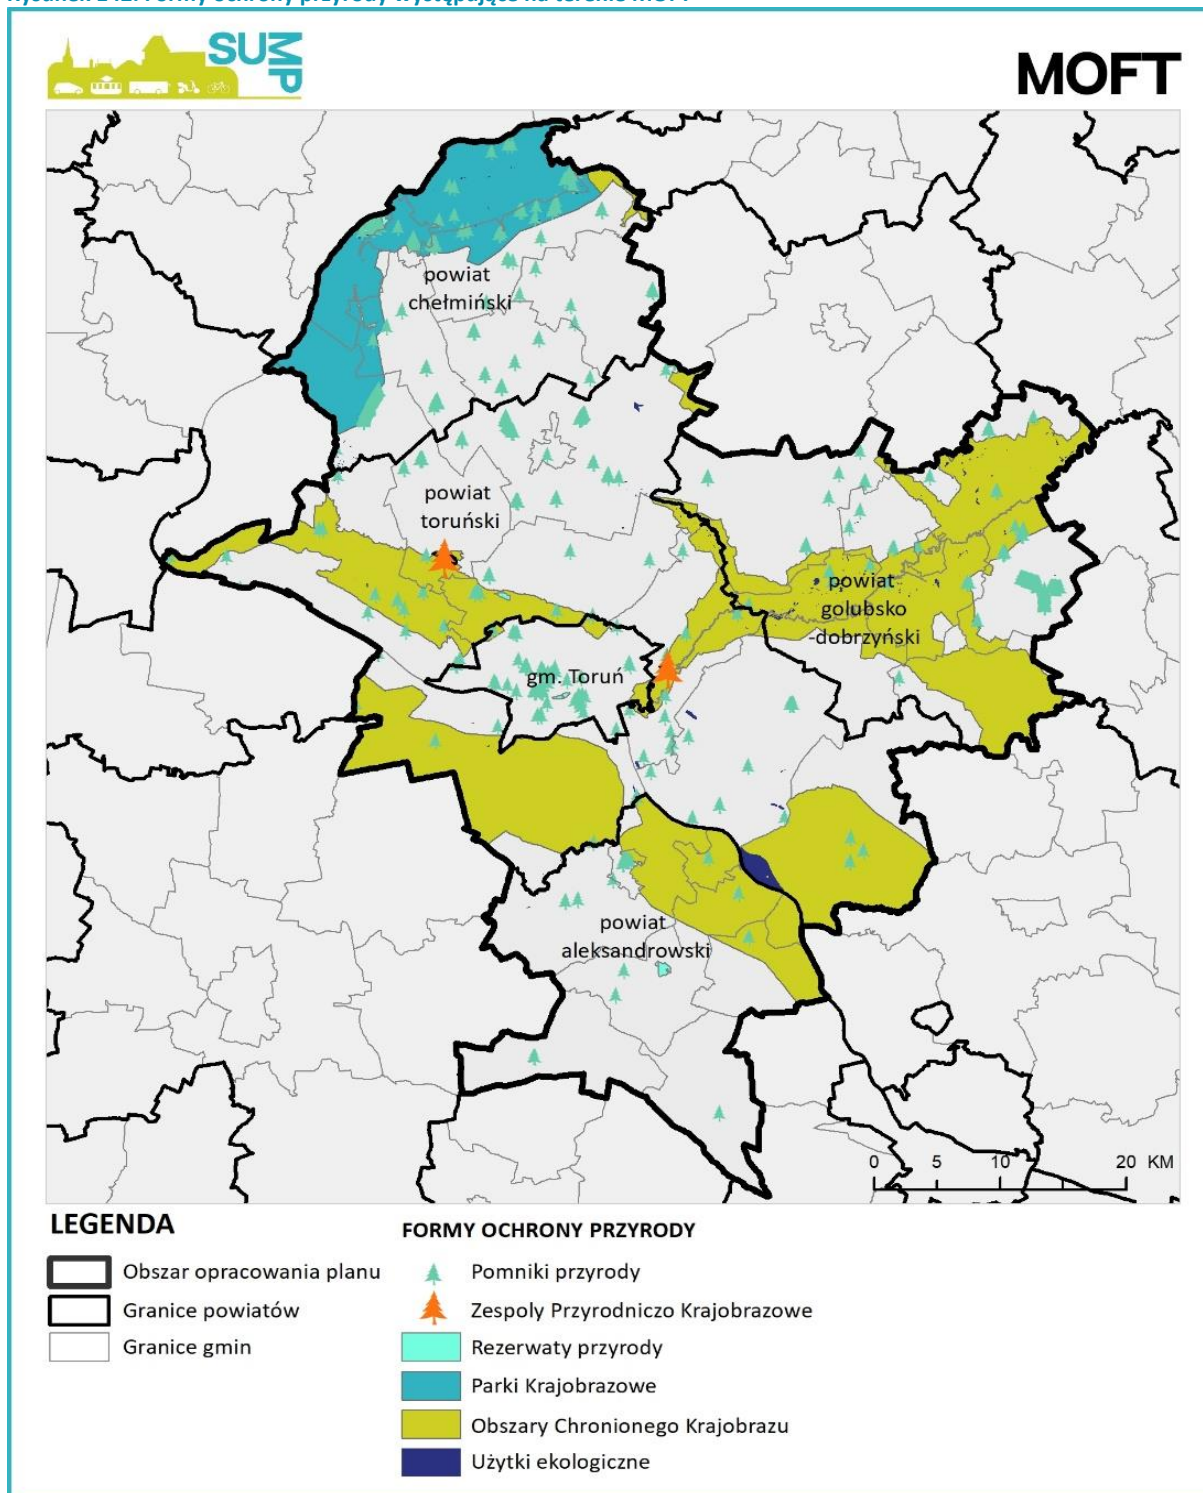 SUMP
MOFT
powiat
chełmiński
powiat
toruński
powiat
golubsko
-dobrzyński
gm. Toruń
powiat
aleksandrowski
0 5 10 20 KM
LEGENDA
Obszar opracowania planu
Granice powiatów
Granice gmin
FORMY OCHRONY PRZYRODY
Pomniki przyrody
Zespoly Przyrodniczo Krajobrazowe
Rezerwaty przyrody
Parki Krajobrazowe
Obszary Chronionego Krajobrazu
Użytki ekologiczne